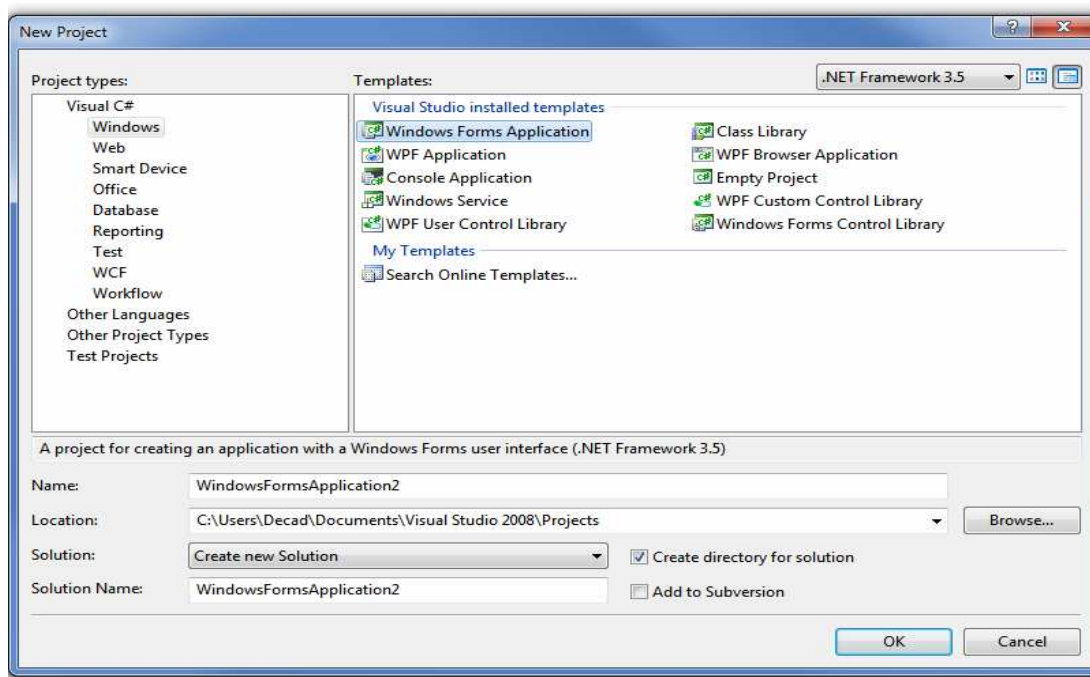 New Project
Project types:
Templates:
.NET Framework 3.5
Visual C#
Windows
Web
Smart Device
Office
Database
Reporting
Test
WCF
Workflow
Other Languages
Other Project Types
Test Projects
Visual Studio installed templates
Windows Forms Application
Class Library
WPF Application
WPF Browser Application
Console Application
Empty Project
Windows Service
WPF Custom Control Library
WPF User Control Library
Windows Forms Control Library
My Templates
Search Online Templates...
A project for creating an application with a Windows Forms user interface (.NET Framework 3.5)
Name: WindowsFormsApplication2
Location: C:\Users\Decad\Documents\Visual Studio 2008\Projects Browse...
Solution: Create new Solution Create directory for solution
Solution Name: WindowsFormsApplication2 Add to Subversion
OK Cancel